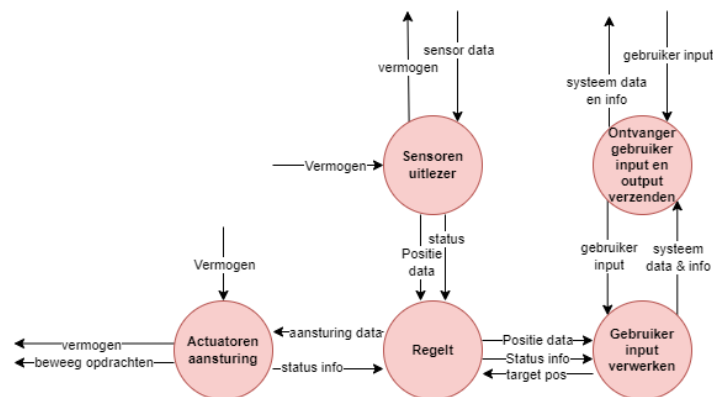 sensor data
vermogen
gebruiker input
systeem data
en info
Sensoren
uitlezer
Ontvanger
gebruiker
input en
output
verzenden
Vermogen
status
Positie
data
gebruiker
input
systeem
data & info
Vermogen
aansturing data
Positie data
vermogen
beweeg opdrachten
Actuatoren
aansturing
Regelt
Status info
Gebruiker
input
verwerken
status info
target pos